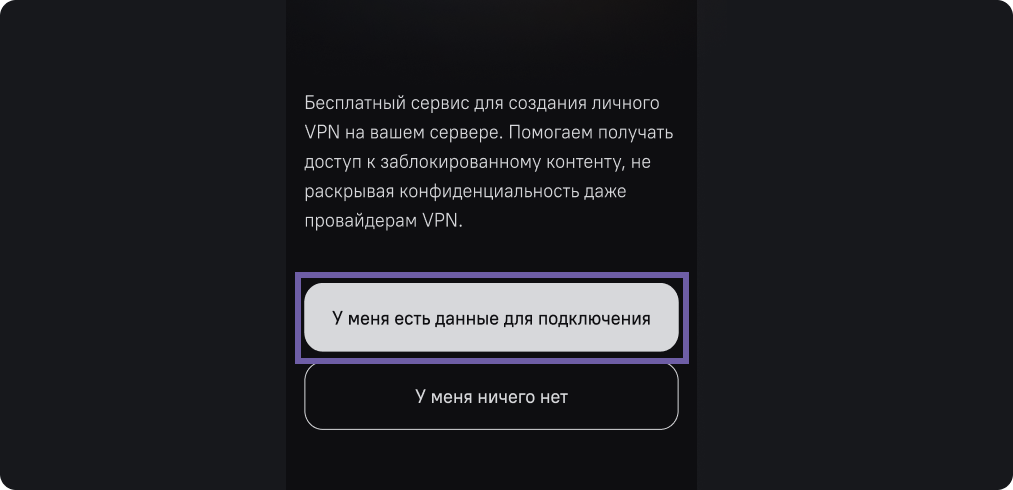 Бесплатный сервис для создания личного
VPN на вашем сервере. Помогаем получать
доступ к заблокированному контенту, не
раскрывая конфиденциальность даже
провайдерам VPN.
У меня есть данные для подключения
У меня ничего нет